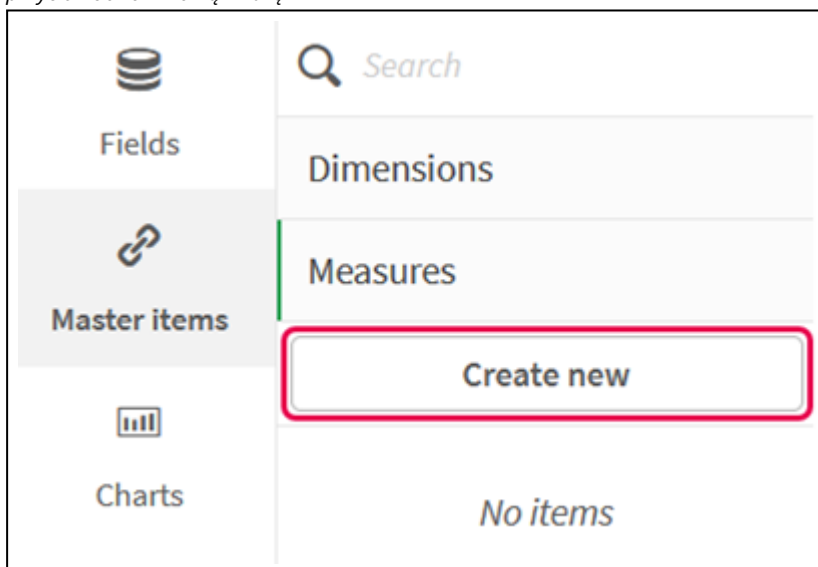 Search
Fields
Dimensions
Measures
Master items
Create new
Charts
No items